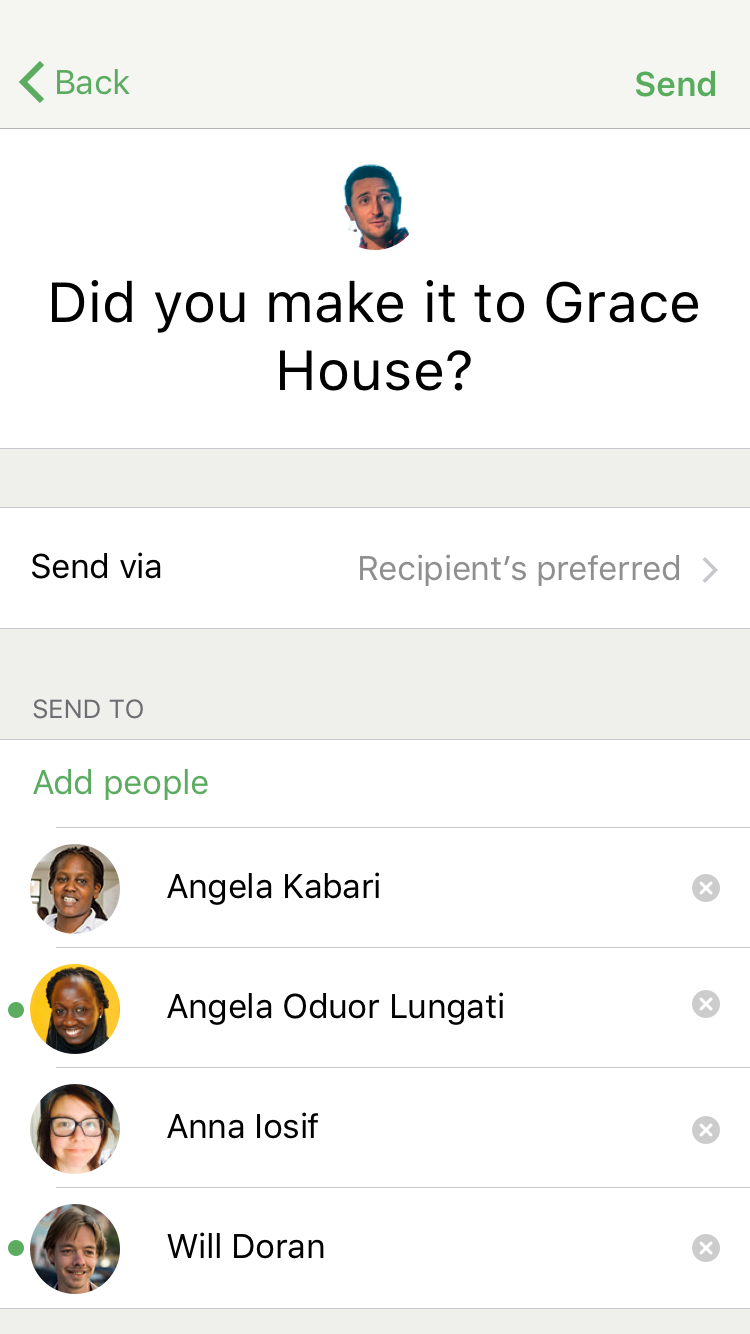 Back
Send
Did you make it to Grace
House?
Send via
Recipient’s preferred
SEND TO
Add people
Angela Kabari
Angela Oduor Lungati
Anna Iosif
Will Doran